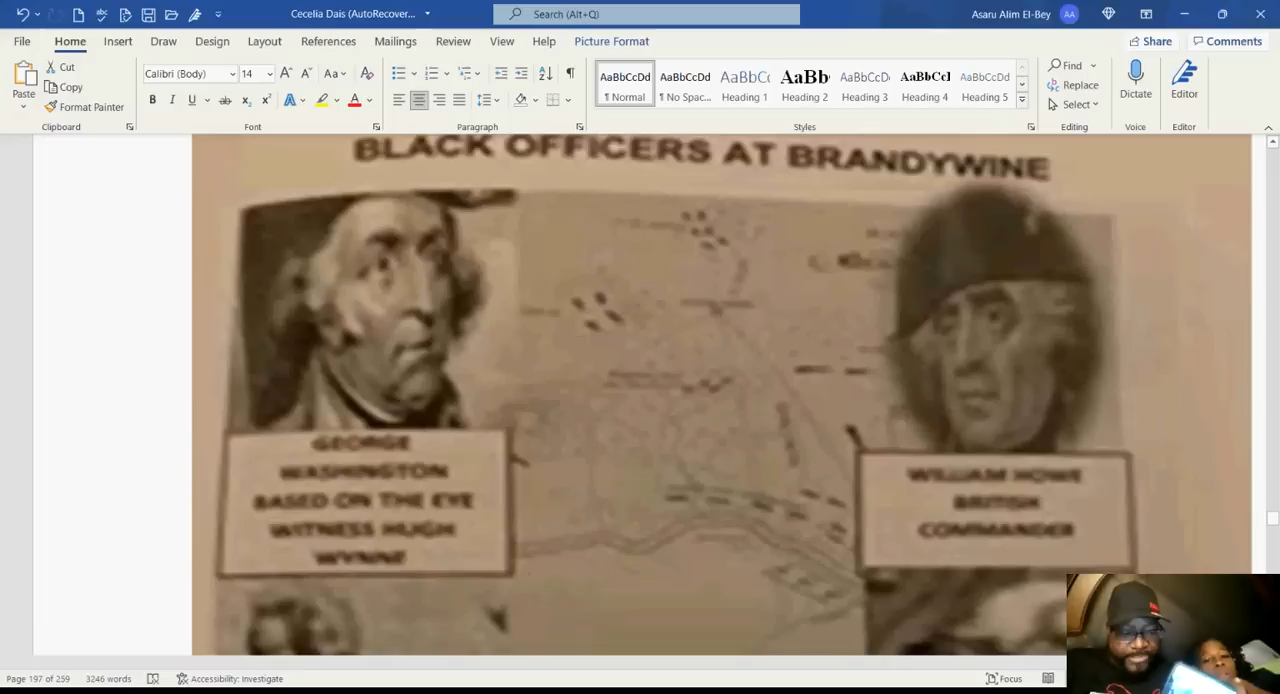 Cecelia Dais (AutoRecover...
Search (Alt+Q)
Asaru Alim El-Bey
AA
File
Home
Insert
Draw
Design
Layout
References
Mailings
Review
View
Help
Picture Format
Share
Comments
Paste
Cut
Copy
Format Painter
Calibri (Body)
14
AaBbCcDd
¶ Normal
AaBbCcDd
¶ No Spac...
AaBbC
Heading 1
AaBb
Heading 2
AaBbCcDd
Heading 3
AaBbCcI
Heading 4
AaBbCcDd
Heading 5
Find
Replace
Select
Dictate
Editor
Clipboard
Font
Paragraph
Styles
Editing
Voice
Editor
BLACK OFFICERS AT BRANDYWINE
GEORGE
WASHINGTON
BASED ON THE EYE
WITNESS HUGH
WYNNE
WILLIAM HOWE
BRITISH
COMMANDER
Page 197 of 259
3246 words
Accessibility: Investigate
Focus